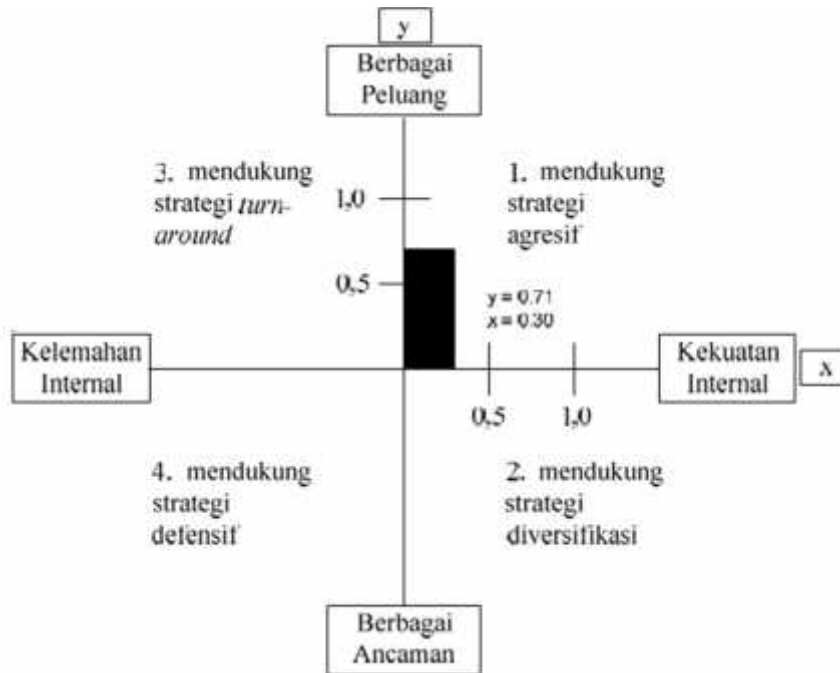 y
Berbagai
Peluang
3. mendukung
strategi turn-
around
1. mendukung
strategi
agresif
1,0
0,5
y = 0.71
x = 0.30
Kelemahan
Internal
Kekuatan
Internal
x
0,5
1,0
4. mendukung
strategi
defensif
2. mendukung
strategi
diversifikasi
Berbagai
Ancaman